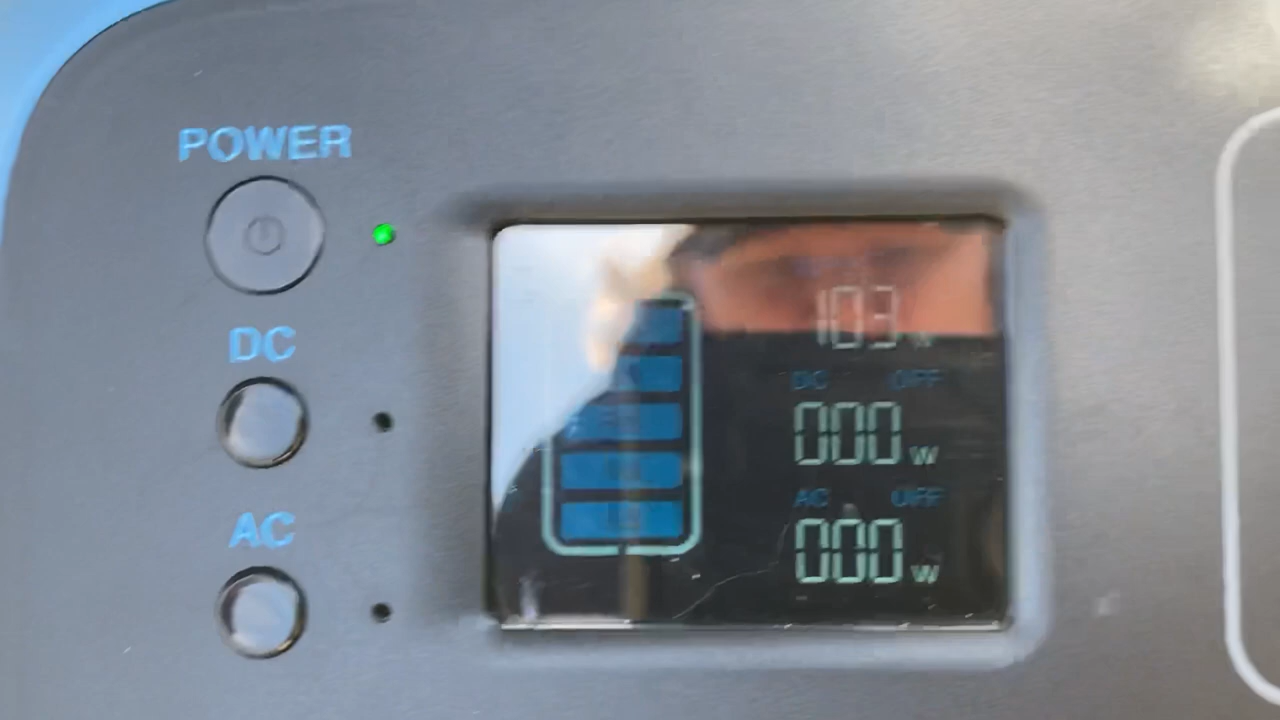 POWER
103 W
DC
DC OFF
000 W
AC OFF
AC
000 W